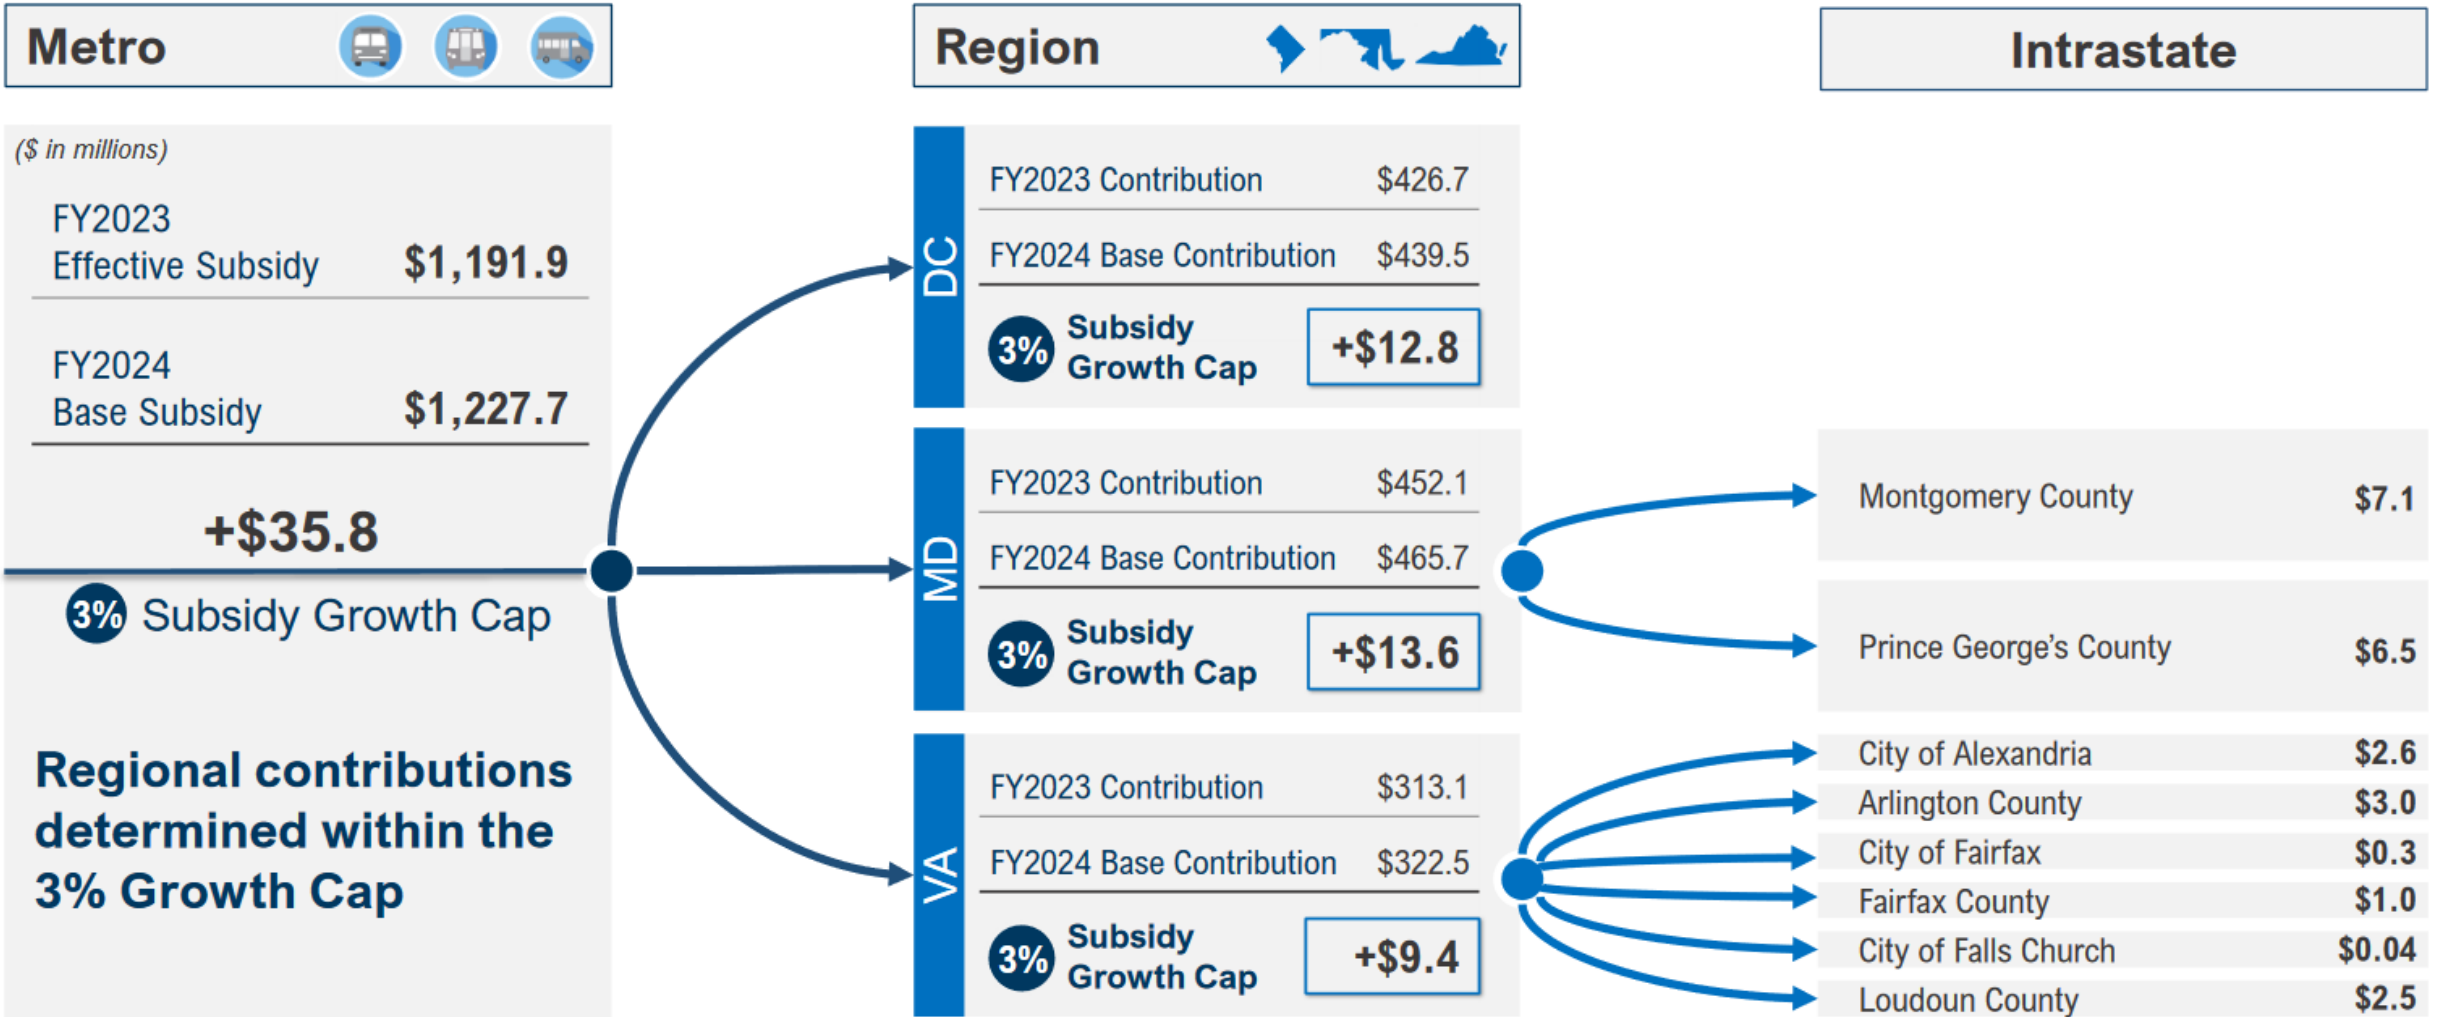 Metro
($ in millions)
FY2023
Effective Subsidy $1,191.9
FY2024
Base Subsidy $1,227.7
+$35.8
3% Subsidy Growth Cap
Regional contributions
determined within the
3% Growth Cap
Region
DC
FY2023 Contribution $426.7
FY2024 Base Contribution $439.5
3% Subsidy
Growth Cap +$12.8
MD
FY2023 Contribution $452.1
FY2024 Base Contribution $465.7
3% Subsidy
Growth Cap +$13.6
VA
FY2023 Contribution $313.1
FY2024 Base Contribution $322.5
3% Subsidy
Growth Cap +$9.4
Intrastate
Montgomery County $7.1
Prince George's County $6.5
City of Alexandria $2.6
Arlington County $3.0
City of Fairfax $0.3
Fairfax County $1.0
City of Falls Church $0.04
Loudoun County $2.5